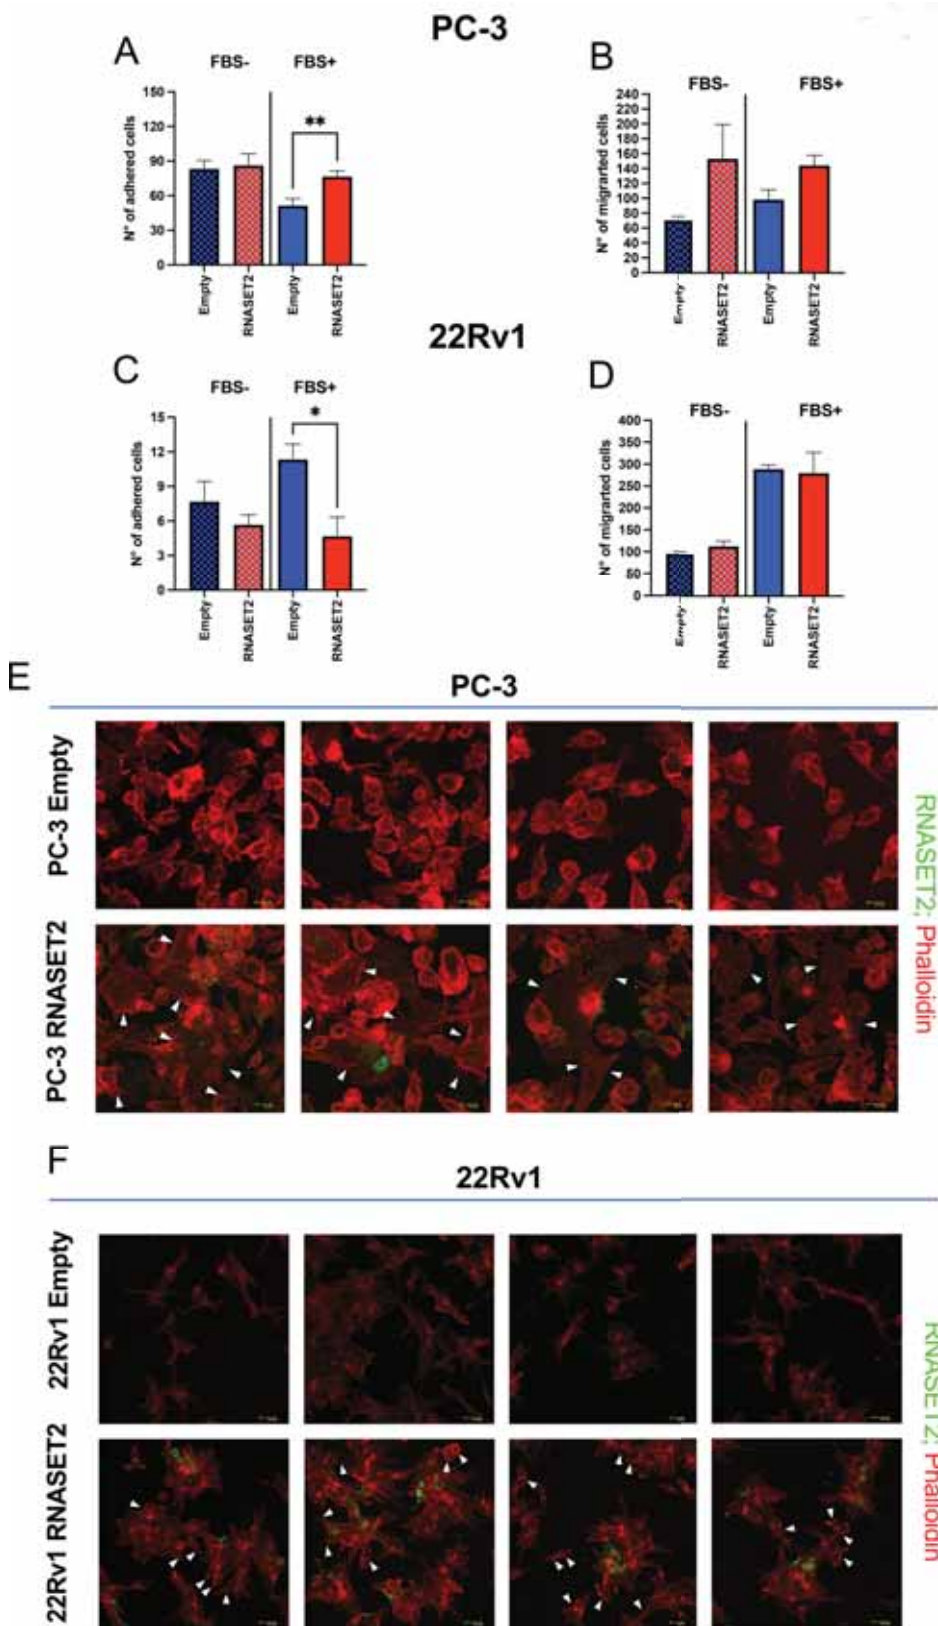 PC-3
A
FBS-
FBS+
**
N° of adhered cells
150
120
90
60
30
0
Empty
RNASET2
Empty
RNASET2
B
FBS-
FBS+
N° of migrarted cells
240
220
200
180
160
140
120
100
80
60
40
20
0
Empty
RNASET2
Empty
RNASET2
22Rv1
C
FBS-
FBS+
*
N° of adhered cells
15
12
9
6
3
0
Empty
RNASET2
Empty
RNASET2
D
FBS-
FBS+
N° of migrarted cells
400
350
300
250
200
150
100
50
0
Empty
RNASET2
Empty
RNASET2
E
PC-3
PC-3 Empty
PC-3 RNASET2
RNASET2; Phalloidin
F
22Rv1
22Rv1 Empty
22Rv1 RNASET2
RNASET2; Phalloidin